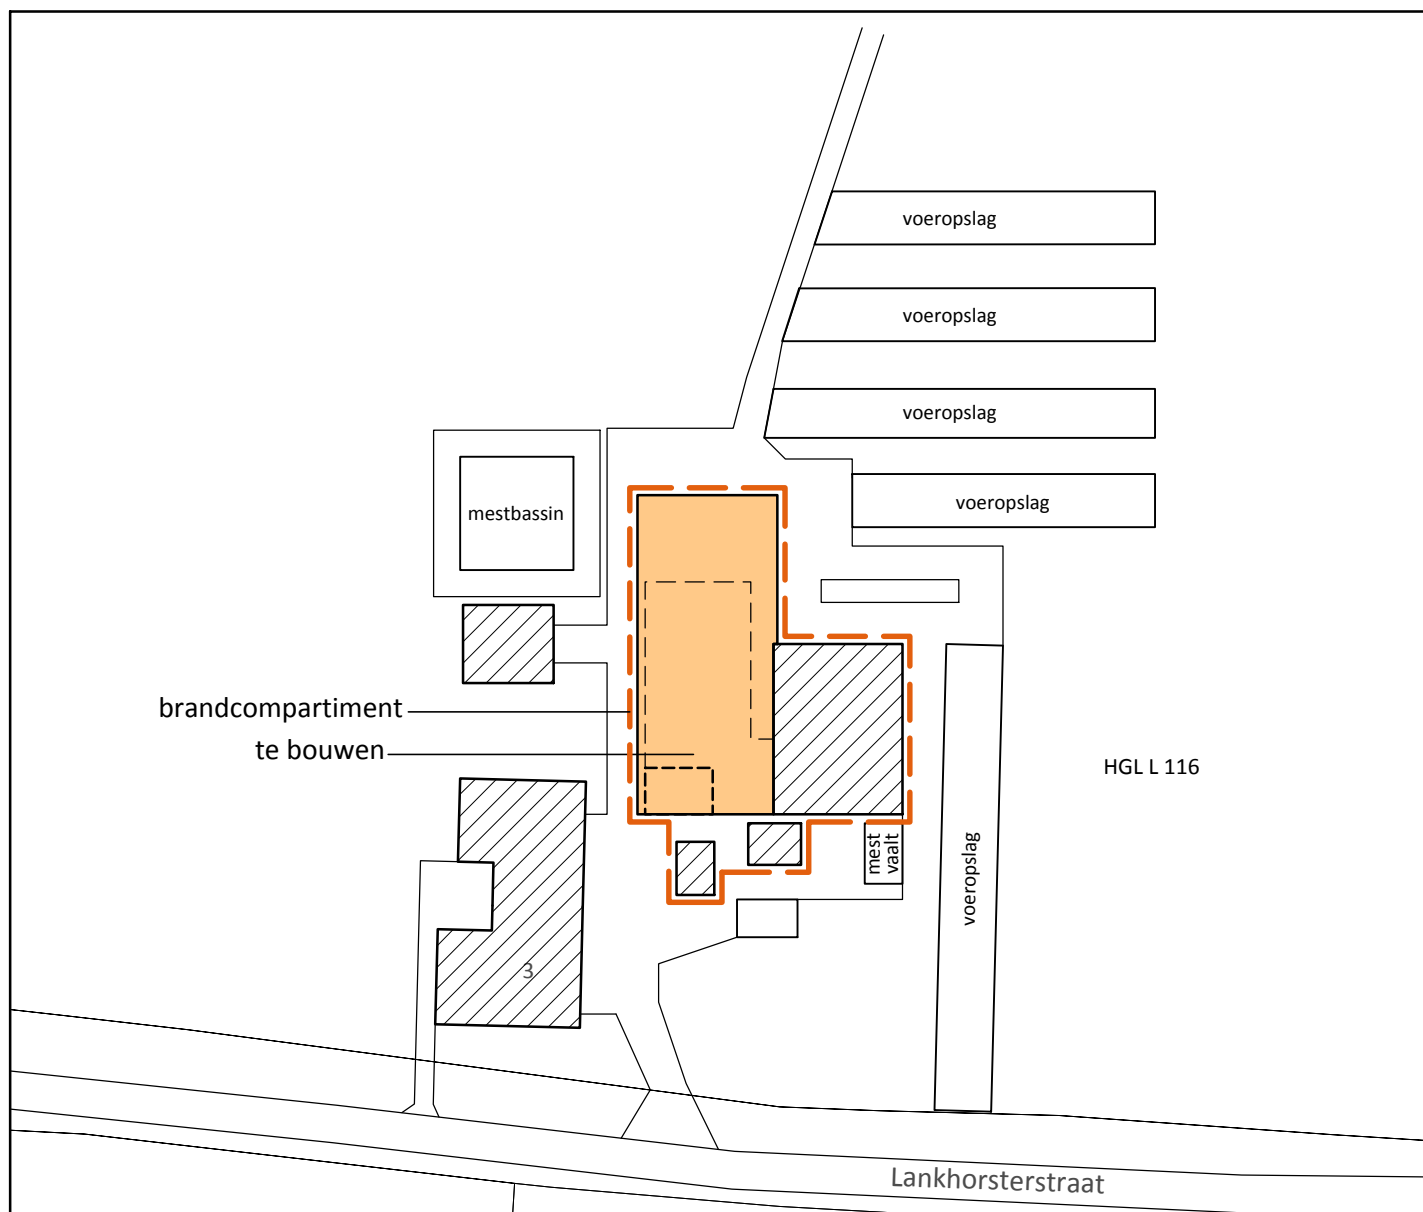 voeropslag
voeropslag
voeropslag
voeropslag
mestbassin
brandcompartiment
te bouwen
HGL L 116
mest
vaalt
voeropslag
3
Lankhorsterstraat